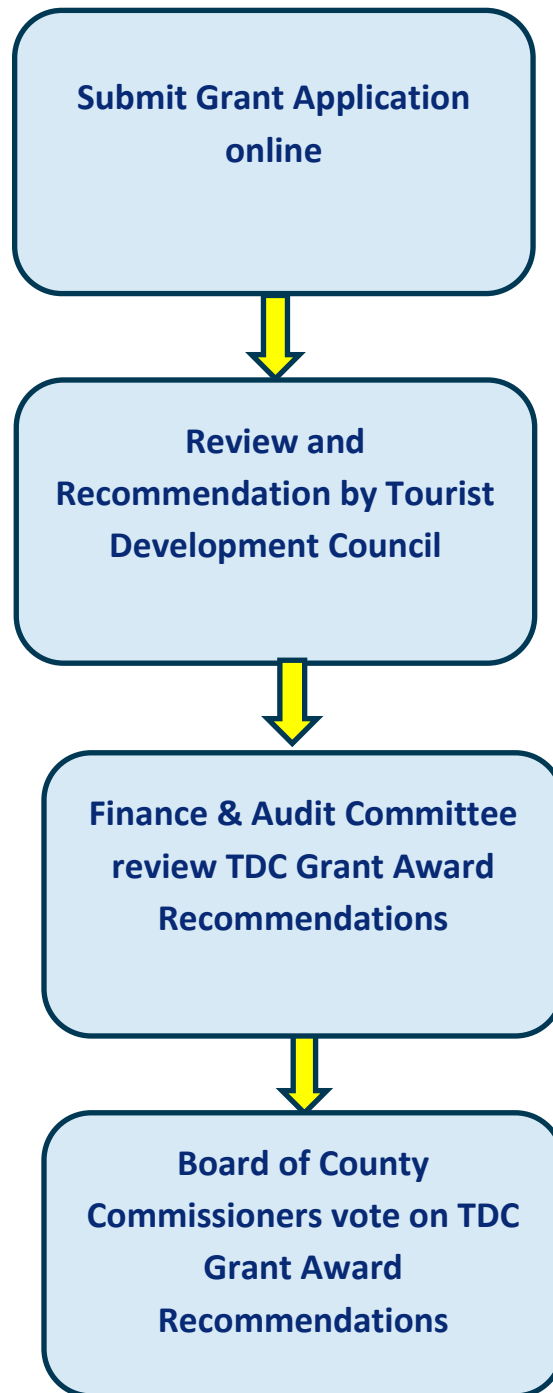 Submit Grant Application
online
Review and
Recommendation by Tourist
Development Council
Finance & Audit Committee
review TDC Grant Award
Recommendations
Board of County
Commissioners vote on TDC
Grant Award
Recommendations